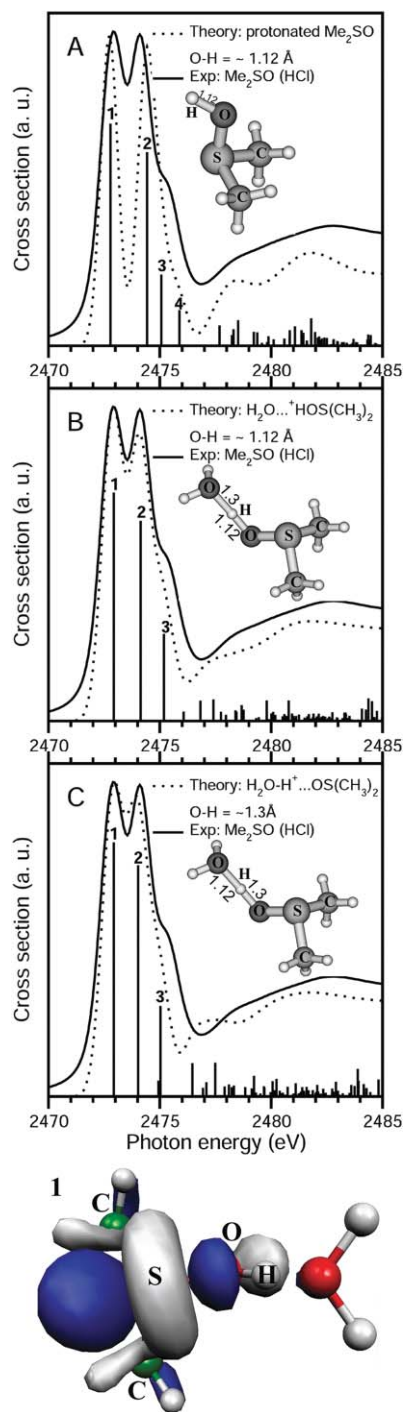 A
Theory: protonated Me₂SO
O-H = ~ 1.12 Å
Exp: Me₂SO (HCl)
1.12
H
O
S
C
C
1
2
3
4
Cross section (a. u.)
2470 2475 2480 2485
B
Theory: H₂O...⁺HOS(CH₃)₂
O-H = ~ 1.12 Å
Exp: Me₂SO (HCl)
O
1.3
H
1.12
O
S
C
C
1
2
3
Cross section (a. u.)
2470 2475 2480 2485
C
Theory: H₂O-H⁺...OS(CH₃)₂
O-H = ~1.3Å
Exp: Me₂SO (HCl)
O
H
1.3
1.12
O
S
C
C
1
2
3
Cross section (a. u.)
2470 2475 2480 2485
Photon energy (eV)
1
C
O
S
H
C